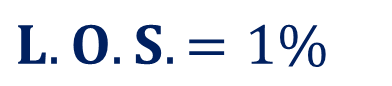 L. O. S. = 1%